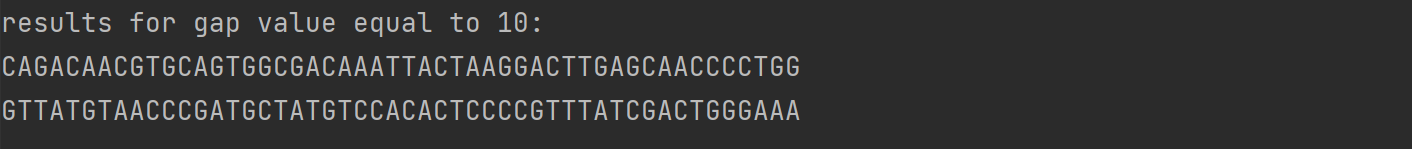 results for gap value equal to 10:
CAGACAACGTGCAGTGGCGACAAATTACTAAGGACTTGAGCAACCCCTGG
GTTATGTAACCCGATGCTATGTCCACACTCCCCGTTTATCGACTGGGAAA